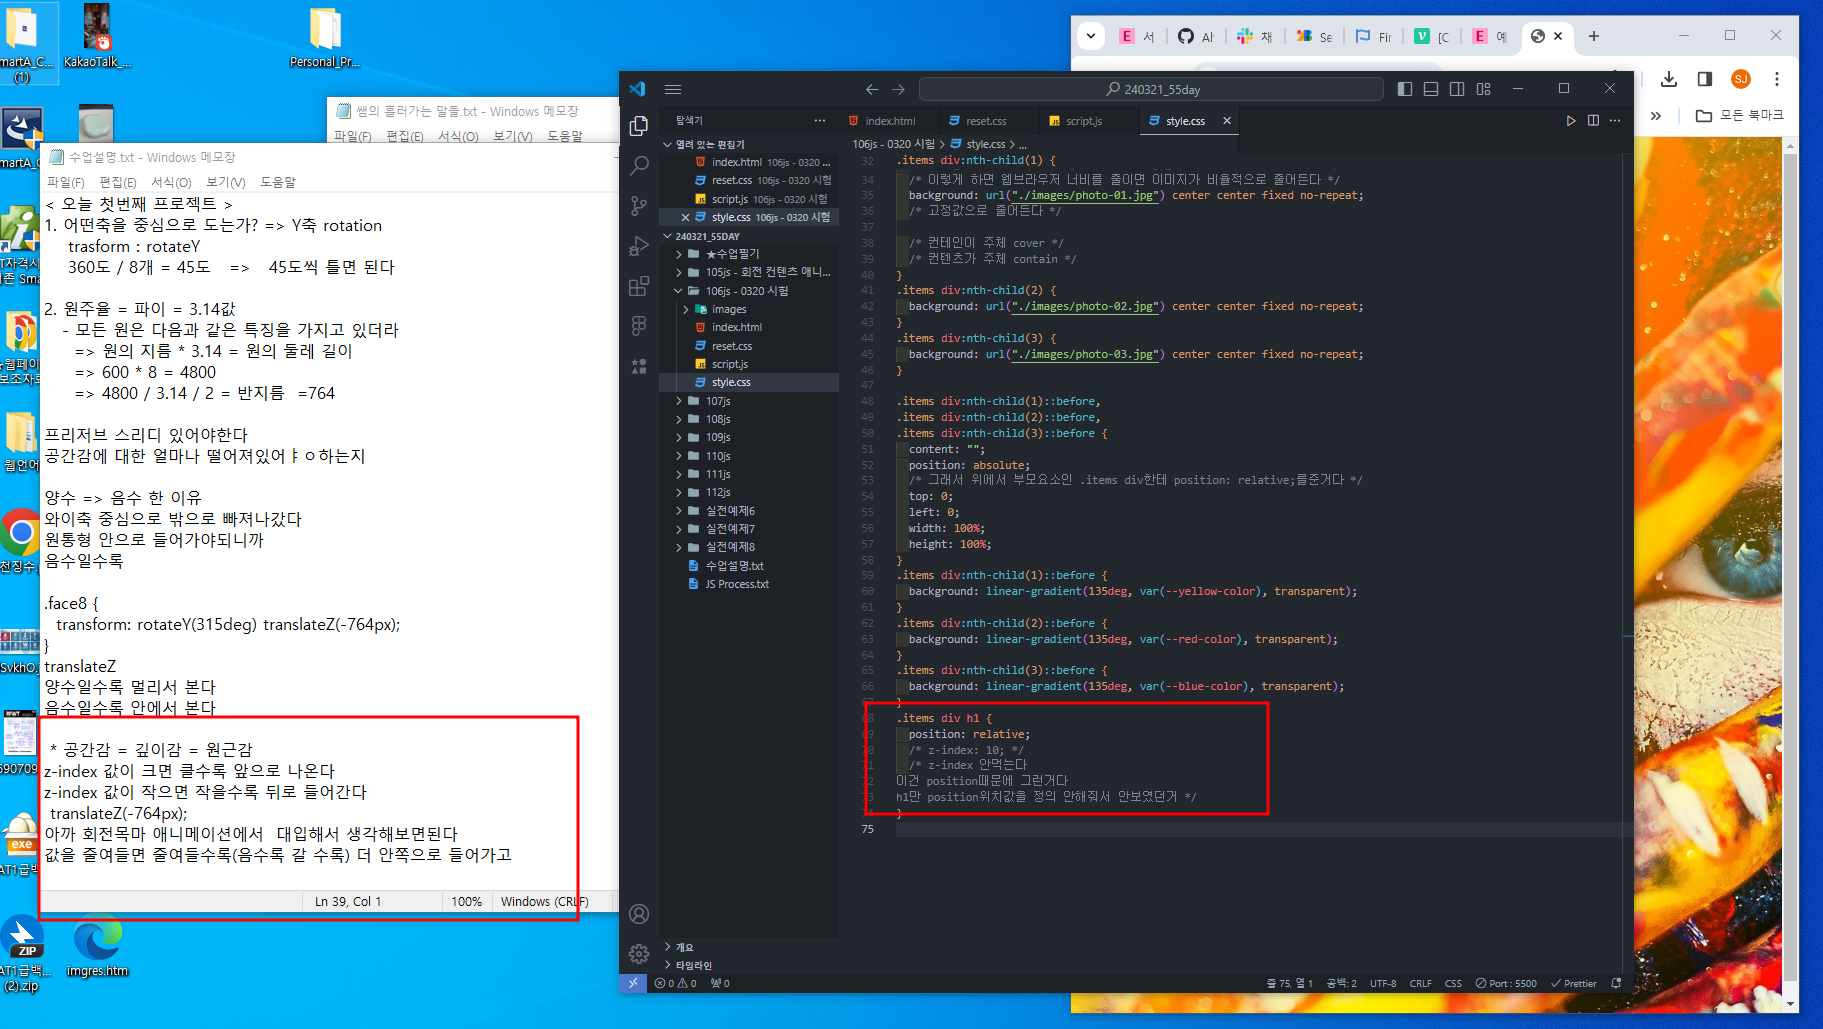 martA_C...
(1)
KakaoTalk_...
Personal_Pr...
martA_C
T자격시
존 Sma
웹페이
보조자료
웹언어
천징수,
SvkhO,j
690709
AT1급백
ZIP
AT1급백...
(2).zip
imgres.htm
쌤의 흘러가는 말들.txt - Windows 메모장
파일(F) 편집(E) 서식(O) 보기(V) 도움말
수업설명.txt - Windows 메모장
파일(F) 편집(E) 서식(O) 보기(V) 도움말
< 오늘 첫번째 프로젝트 >
1. 어떤축을 중심으로 도는가? => Y축 rotation
trasform : rotateY
360도 / 8개 = 45도 => 45도씩 틀면 된다
2. 원주율 = 파이 = 3.14값
- 모든 원은 다음과 같은 특징을 가지고 있더라
=> 원의 지름 * 3.14 = 원의 둘레 길이
=> 600 * 8 = 4800
=> 4800 / 3.14 / 2 = 반지름 =764
프리저브 스리디 있어야한다
공간감에 대한 얼마나 떨어져있어ㅑㅇ하는지
양수 => 음수 한 이유
와이축 중심으로 밖으로 빠져나갔다
원통형 안으로 들어가야되니까
음수일수록
.face8 {
transform: rotateY(315deg) translateZ(-764px);
}
translateZ
양수일수록 멀리서 본다
음수일수록 안에서 본다
* 공간감 = 깊이감 = 원근감
z-index 값이 크면 클수록 앞으로 나온다
z-index 값이 작으면 작을수록 뒤로 들어간다
translateZ(-764px);
아까 회전목마 애니메이션에서 대입해서 생각해보면된다
값을 줄여들면 줄여들수록(음수록 갈 수록) 더 안쪽으로 들어가고
Ln 39, Col 1 100% Windows (CRLF)
240321_55day
탐색기 ...
열려 있는 편집기
index.html 106js - 0320 ...
reset.css 106js - 0320 시험
script.js 106js - 0320 시험
style.css 106js - 0320 시험
240321_55DAY
★수업필기
105js - 회전 컨텐츠 애니...
106js - 0320 시험
images
index.html
reset.css
script.js
style.css
107js
108js
109js
110js
111js
112js
실전예제6
실전예제7
실전예제8
수업설명.txt
JS Process.txt
개요
타임라인
index.html reset.css script.js style.css
106js - 0320 시험 > style.css > ...
32 .items div:nth-child(1) {
34 /* 이렇게 하면 웹브라우저 너비를 줄이면 이미지가 비율적으로 줄어든다 */
35 background: url("./images/photo-01.jpg") center center fixed no-repeat;
36 /* 고정값으로 줄어든다 */
37
38 /* 컨테인이 주체 cover */
39 /* 컨텐츠가 주체 contain */
40 }
41 .items div:nth-child(2) {
42 background: url("./images/photo-02.jpg") center center fixed no-repeat;
43 }
44 .items div:nth-child(3) {
45 background: url("./images/photo-03.jpg") center center fixed no-repeat;
46 }
47
48 .items div:nth-child(1)::before,
49 .items div:nth-child(2)::before,
50 .items div:nth-child(3)::before {
51 content: "";
52 position: absolute;
53 /* 그래서 위에서 부모요소인 .items div한테 position: relative;를준거다 */
54 top: 0;
55 left: 0;
56 width: 100%;
57 height: 100%;
58 }
59 .items div:nth-child(1)::before {
60 background: linear-gradient(135deg, var(--yellow-color), transparent);
61 }
62 .items div:nth-child(2)::before {
63 background: linear-gradient(135deg, var(--red-color), transparent);
64 }
65 .items div:nth-child(3)::before {
66 background: linear-gradient(135deg, var(--blue-color), transparent);
67 }
68 .items div h1 {
69 position: relative;
70 /* z-index: 10; */
71 /* z-index 안먹는다
72 이건 position때문에 그런거다
73 h1만 position위치값을 정의 안해줘서 안보였던거 */
74 }
75
0 0 0
줄 75, 열 1 공백: 2 UTF-8 CRLF CSS Port : 5500 Prettier
E 서 채 Se Fir [C E 예
SJ
모든 북마크